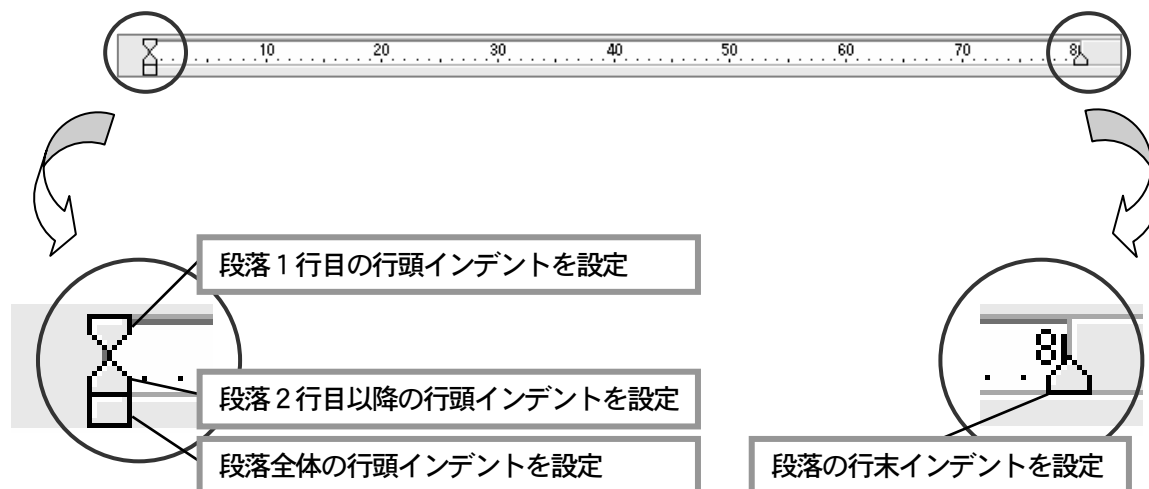 10 20 30 40 50 60 70 8
段落1行目の行頭インデントを設定
8
段落2行目以降の行頭インデントを設定
段落全体の行頭インデントを設定
段落の行末インデントを設定